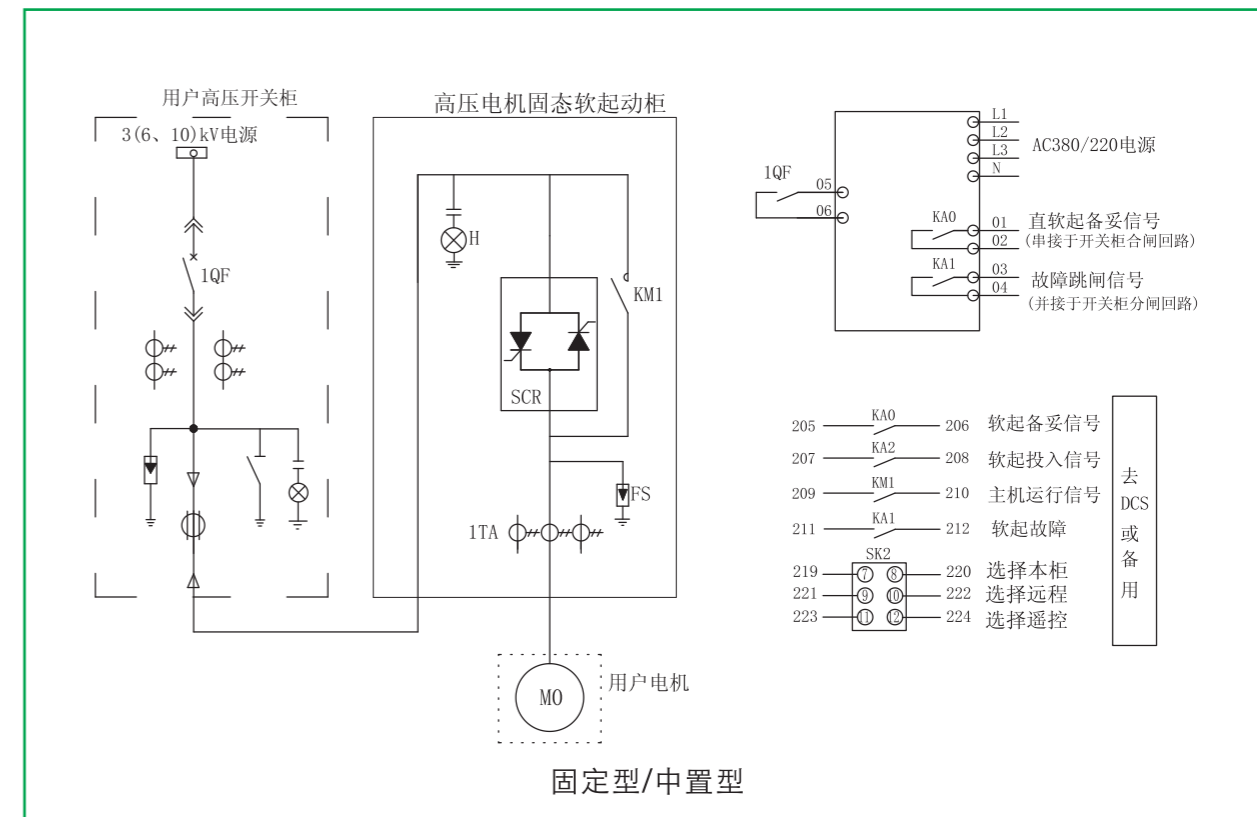 用户高压开关柜
3(6、10)kV电源
1QF
高压电机固态软起动柜
H
KM1
SCR
FS
1TA
MO
用户电机
1QF
05
06
L1
L2
L3
N
AC380/220电源
KA0
01
02
直软起备妥信号
(串接于开关柜合闸回路)
KA1
03
04
故障跳闸信号
(并接于开关柜分闸回路)
205 KA0 206 软起备妥信号
207 KA2 208 软起投入信号
209 KM1 210 主机运行信号
211 KA1 212 软起故障
SK2
219 ⑦ ⑧ 220 选择本柜
221 ⑨ ⑩ 222 选择远程
223 ⑪ ⑫ 224 选择遥控
去
DCS
或
备
用
固定型/中置型